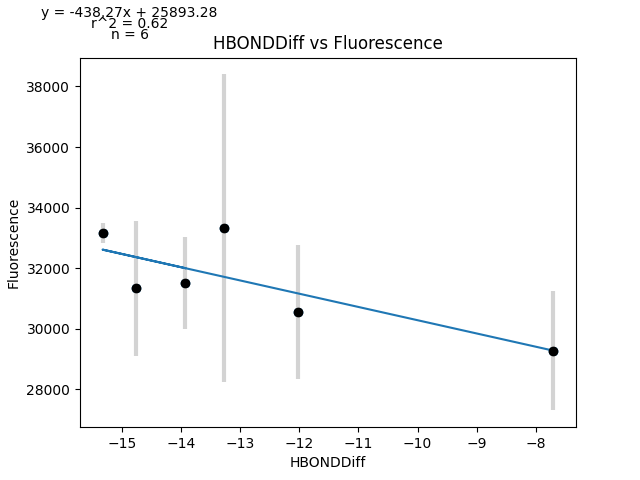 y = -438.27x + 25893.28
r^2 = 0.62
n = 6
HBONDDiff vs Fluorescence
Fluorescence
38000
36000
34000
32000
30000
28000
−15
−14
−13
−12
−11
−10
−9
−8
HBONDDiff